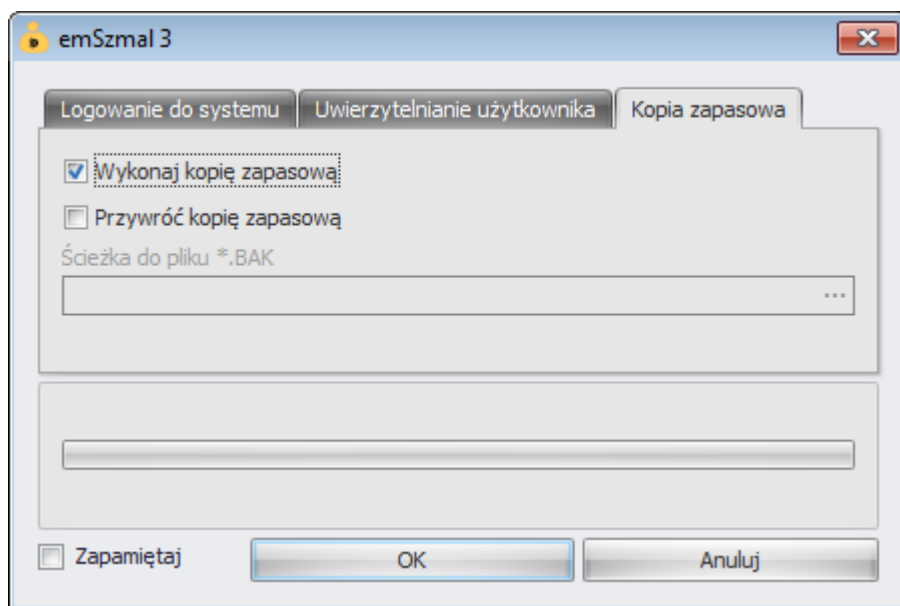 emSzmal 3
Logowanie do systemu Uwierzytelnianie użytkownika Kopia zapasowa
Wykonaj kopię zapasową
Przywróć kopię zapasową
Ścieżka do pliku *.BAK
...
Zapamiętaj OK Anuluj